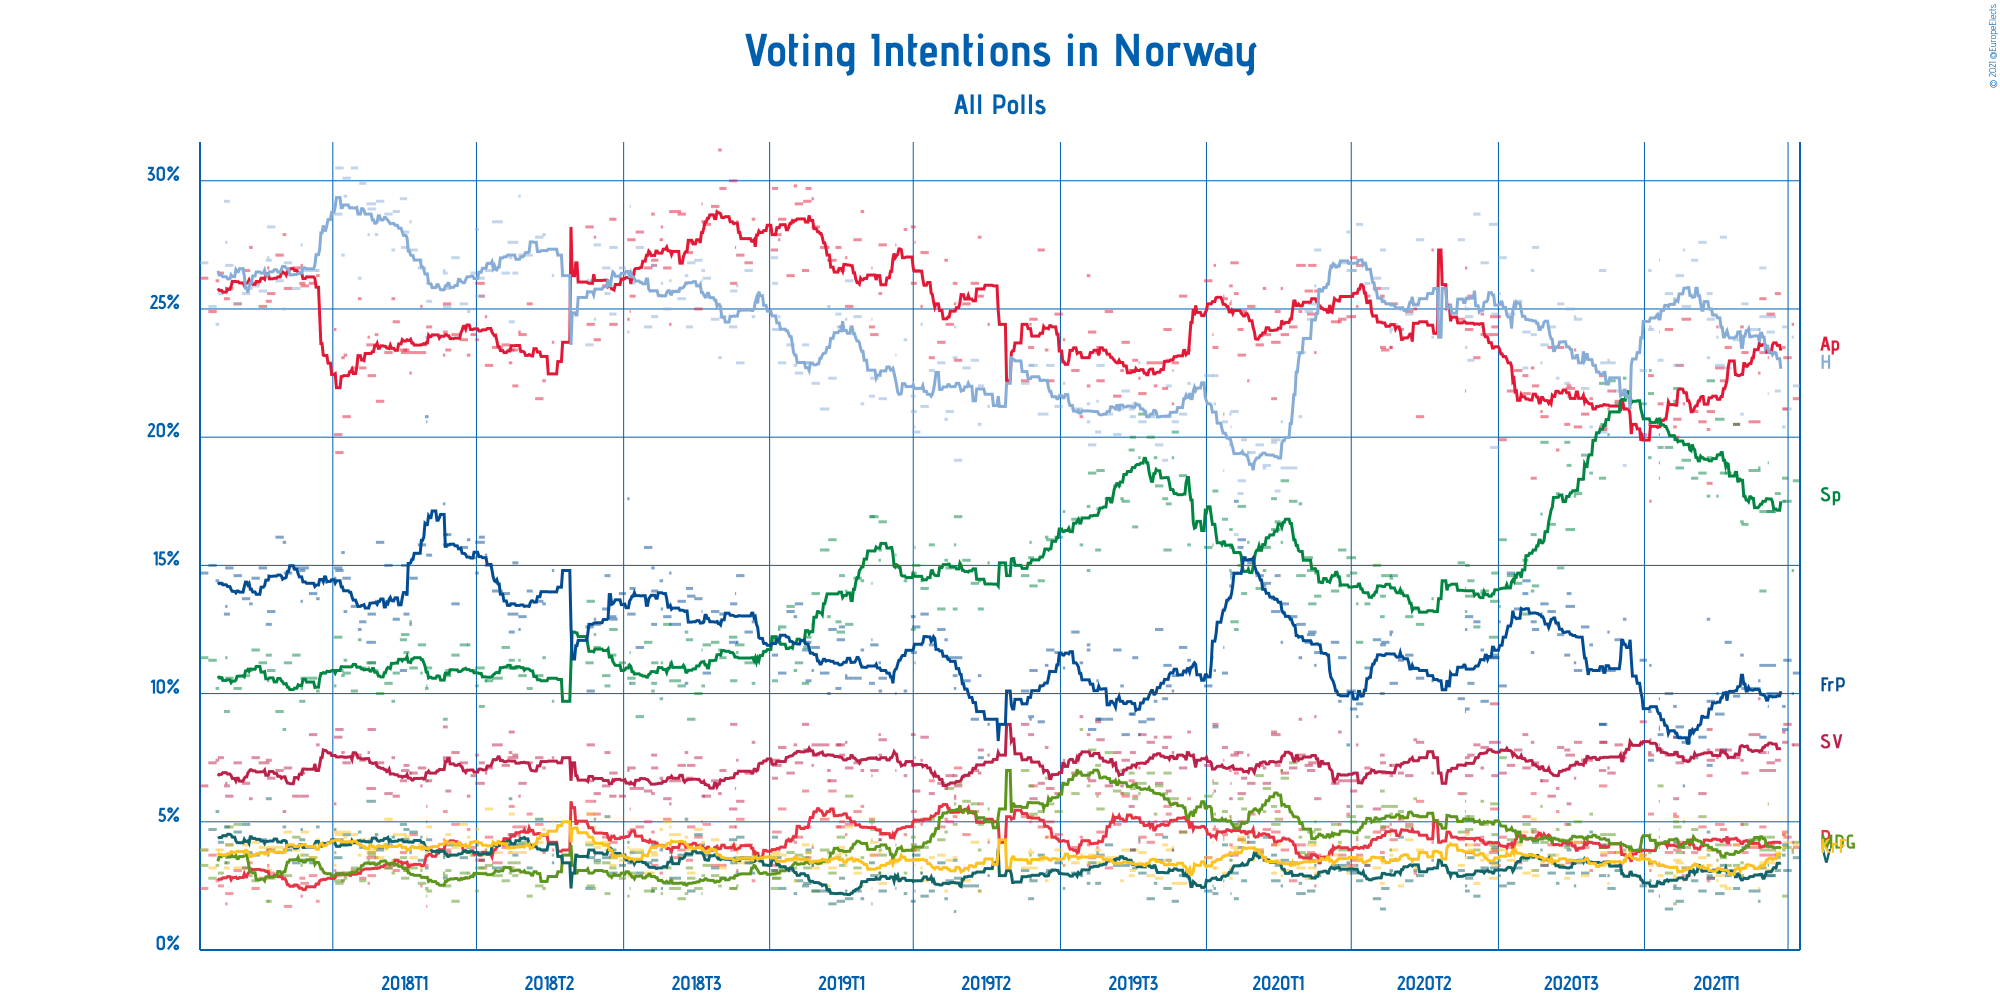 Voting Intentions in Norway
All Polls
© 2021 @EuropeElects
30%
25%
20%
15%
10%
5%
0%
Ap
H
Sp
FrP
SV
R
MDG
V
2018T1 2018T2 2018T3 2019T1 2019T2 2019T3 2020T1 2020T2 2020T3 2021T1